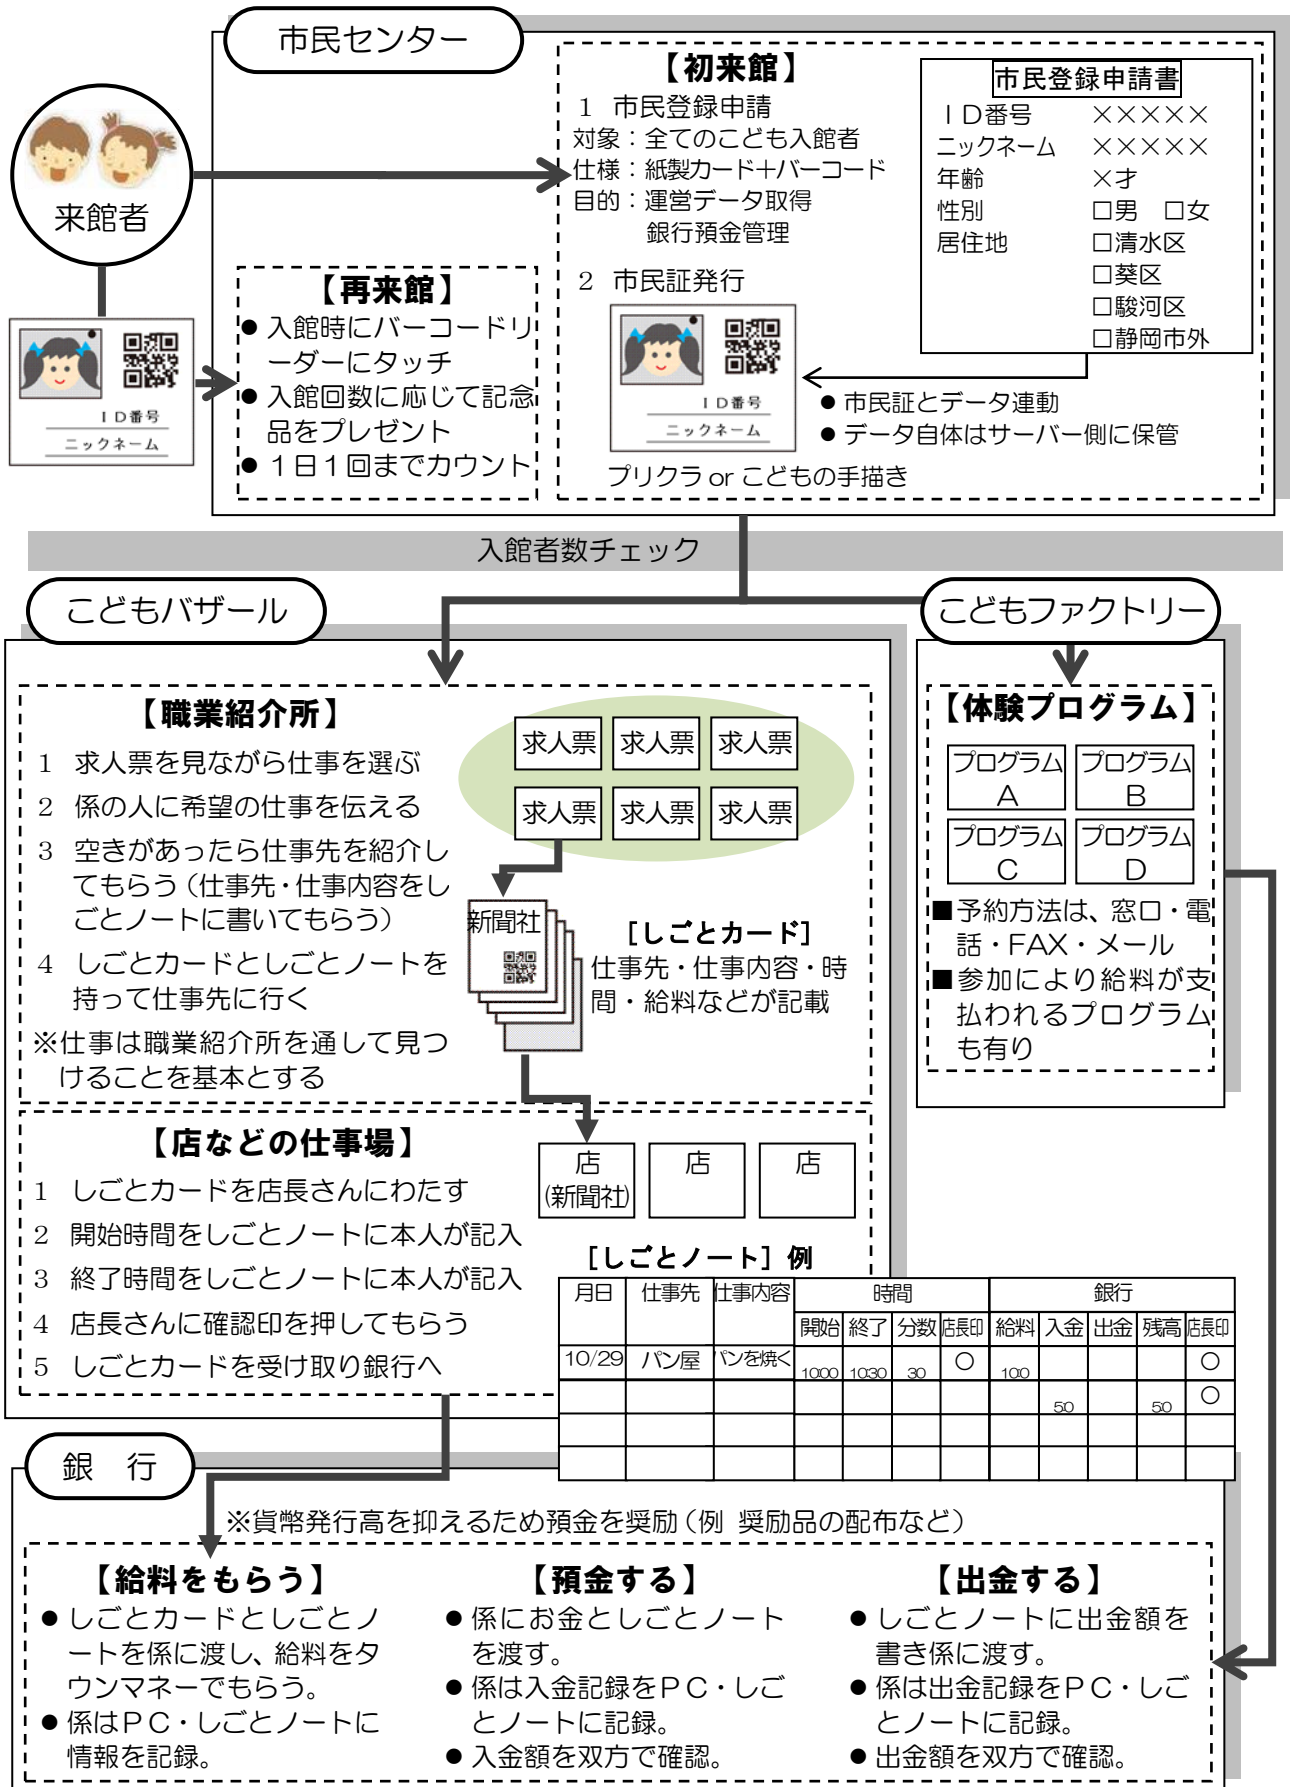 市民センター
来館者
ID番号
ニックネーム
【再来館】
● 入館時にバーコードリ
ーダーにタッチ
● 入館回数に応じて記念
品をプレゼント
● 1日1回までカウント
【初来館】
1 市民登録申請
対象：全てのこども入館者
仕様：紙製カード＋バーコード
目的：運営データ取得
銀行預金管理
2 市民証発行
ID番号
ニックネーム
プリクラ or こどもの手描き
市民登録申請書
ID番号 ×××××
ニックネーム ×××××
年齢 ×才
性別 □男 □女
居住地 □清水区
□葵区
□駿河区
□静岡市外
● 市民証とデータ連動
● データ自体はサーバー側に保管
入館者数チェック
こどもバザール
【職業紹介所】
1 求人票を見ながら仕事を選ぶ
2 係の人に希望の仕事を伝える
3 空きがあったら仕事先を紹介し
てもらう（仕事先・仕事内容をし
ごとノートに書いてもらう）
4 しごとカードとしごとノートを
持って仕事先に行く
※仕事は職業紹介所を通して見つ
けることを基本とする
求人票 求人票 求人票
求人票 求人票 求人票
新聞社
［しごとカード］
仕事先・仕事内容・時
間・給料などが記載
【店などの仕事場】
1 しごとカードを店長さんにわたす
2 開始時間をしごとノートに本人が記入
3 終了時間をしごとノートに本人が記入
4 店長さんに確認印を押してもらう
5 しごとカードを受け取り銀行へ
店
(新聞社)
店
店
［しごとノート］例
月日 仕事先 仕事内容 時間 銀行
開始 終了 分数 店長印 給料 入金 出金 残高 店長印
10/29 パン屋 パンを焼く 10:00 10:30 30 ○ 100 ○
50 50 ○
こどもファクトリー
【体験プログラム】
プログラム
A
プログラム
B
プログラム
C
プログラム
D
■予約方法は、窓口・電
話・FAX・メール
■参加により給料が支
払われるプログラム
も有り
銀 行
※貨幣発行高を抑えるため預金を奨励（例 奨励品の配布など）
【給料をもらう】
● しごとカードとしごとノ
ートを係に渡し、給料をタ
ウンマネーでもらう。
● 係はPC・しごとノートに
情報を記録。
【預金する】
● 係にお金としごとノート
を渡す。
● 係は入金記録をPC・しご
とノートに記録。
● 入金額を双方で確認。
【出金する】
● しごとノートに出金額を
書き係に渡す。
● 係は出金記録をPC・しご
とノートに記録。
● 出金額を双方で確認。